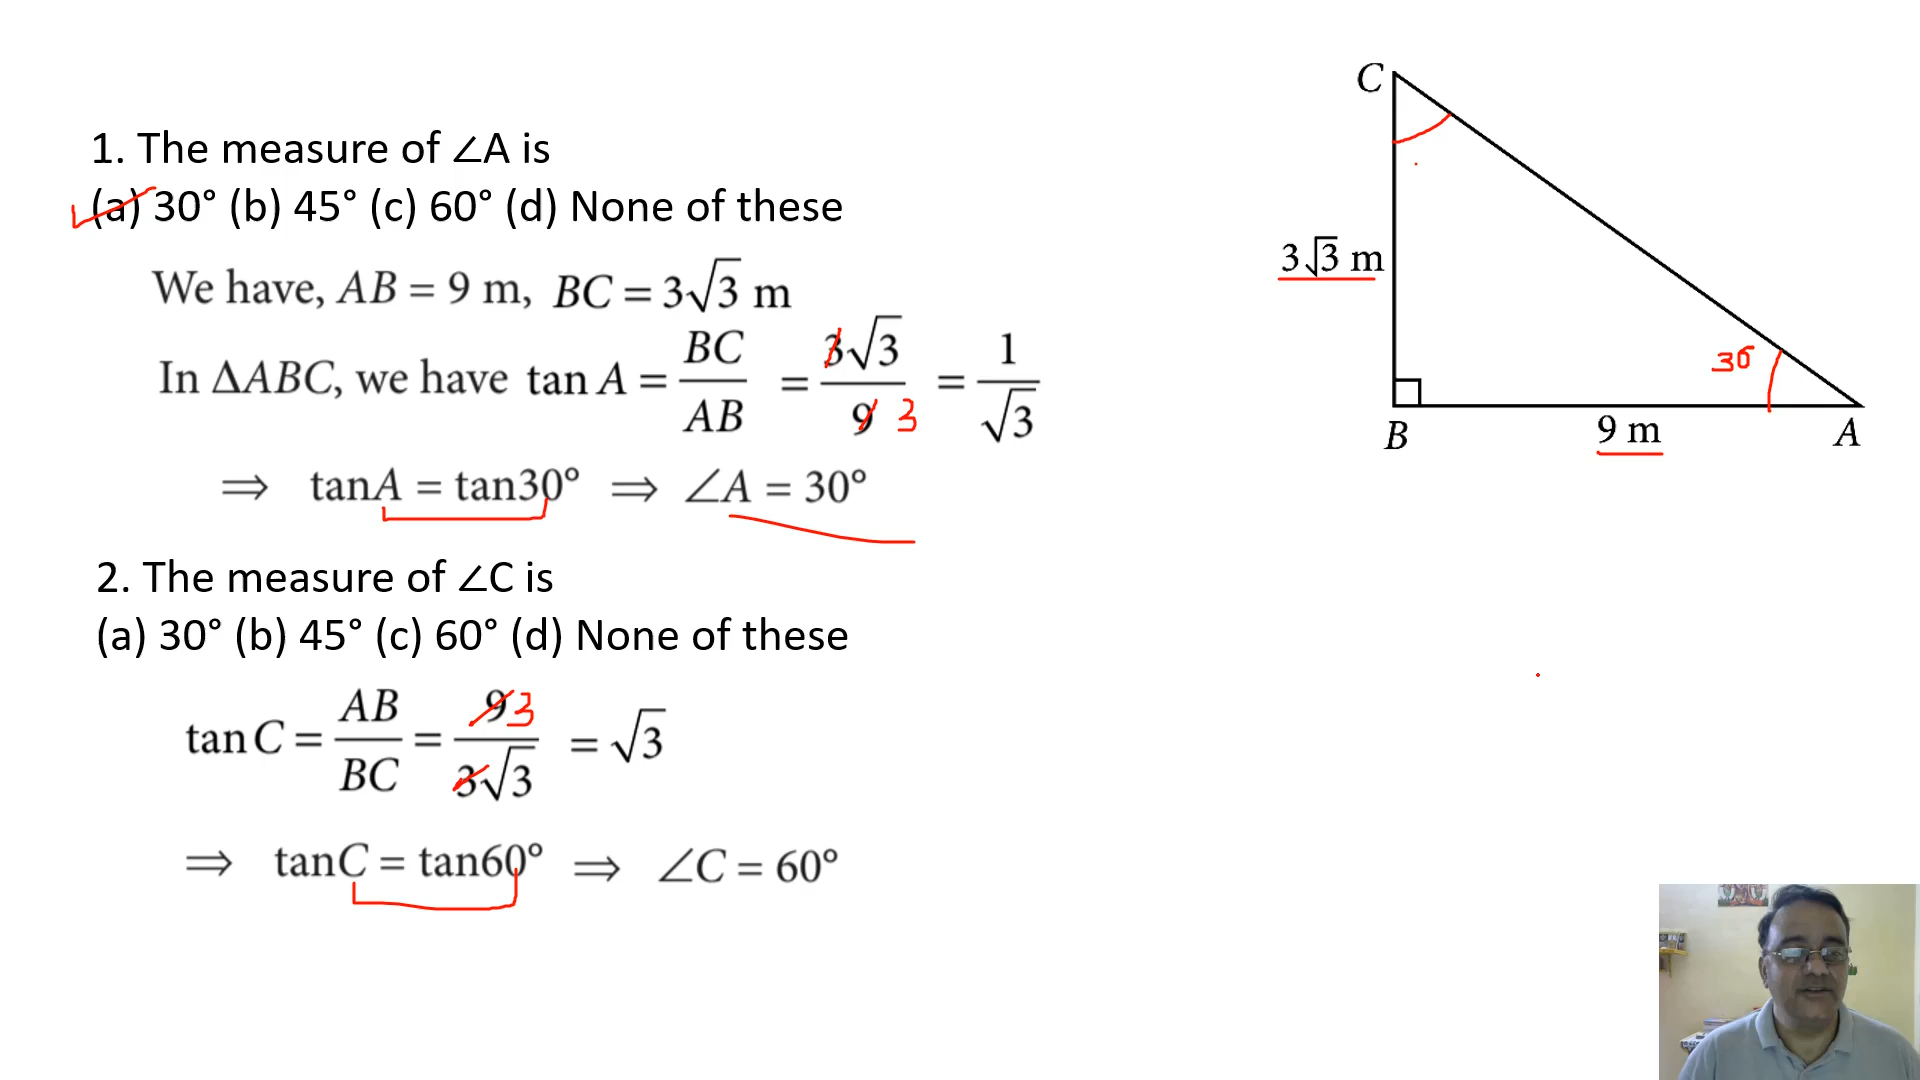 1. The measure of ∠A is
(a) 30° (b) 45° (c) 60° (d) None of these
We have, AB = 9 m, BC = 3√3 m
In ΔABC, we have tan A = BC/AB = 3√3/9 3 = 1/√3
⇒ tanA = tan30° ⇒ ∠A = 30°
2. The measure of ∠C is
(a) 30° (b) 45° (c) 60° (d) None of these
tan C = AB/BC = 9 3/3√3 = √3
⇒ tanC = tan60° ⇒ ∠C = 60°
C
3√3 m
30°
B
9 m
A